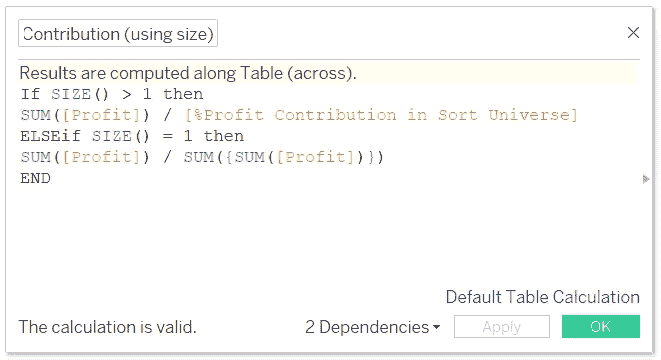 Contribution (using size)
Results are computed along Table (across).
If SIZE() > 1 then
SUM([Profit]) / [%Profit Contribution in Sort Universe]
ELSEif SIZE() = 1 then
SUM([Profit]) / SUM({SUM([Profit])})
END
Default Table Calculation
The calculation is valid. 2 Dependencies Apply OK